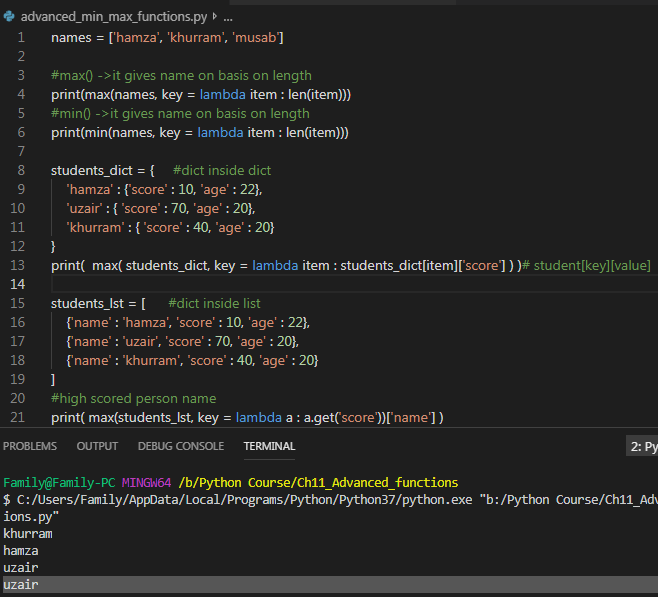 advanced_min_max_functions.py › ...
1 names = ['hamza', 'khurram', 'musab']
2
3 #max() ->it gives name on basis on length
4 print(max(names, key = lambda item : len(item)))
5 #min() ->it gives name on basis on length
6 print(min(names, key = lambda item : len(item)))
7
8 students_dict = { #dict inside dict
9 'hamza' : {'score' : 10, 'age' : 22},
10 'uzair' : { 'score' : 70, 'age' : 20},
11 'khurram' : { 'score' : 40, 'age' : 20}
12 }
13 print( max( students_dict, key = lambda item : students_dict[item]['score'] ) )# student[key][value]
14
15 students_lst = [ #dict inside list
16 {'name' : 'hamza', 'score' : 10, 'age' : 22},
17 {'name' : 'uzair', 'score' : 70, 'age' : 20},
18 {'name' : 'khurram', 'score' : 40, 'age' : 20}
19 ]
20 #high scored person name
21 print( max(students_lst, key = lambda a : a.get('score'))['name'] )
PROBLEMS OUTPUT DEBUG CONSOLE TERMINAL 2: Py
Family@Family-PC MINGW64 /b/Python Course/Ch11_Advanced_functions
$ C:/Users/Family/AppData/Local/Programs/Python/Python37/python.exe "b:/Python Course/Ch11_Adv
ions.py"
khurram
hamza
uzair
uzair